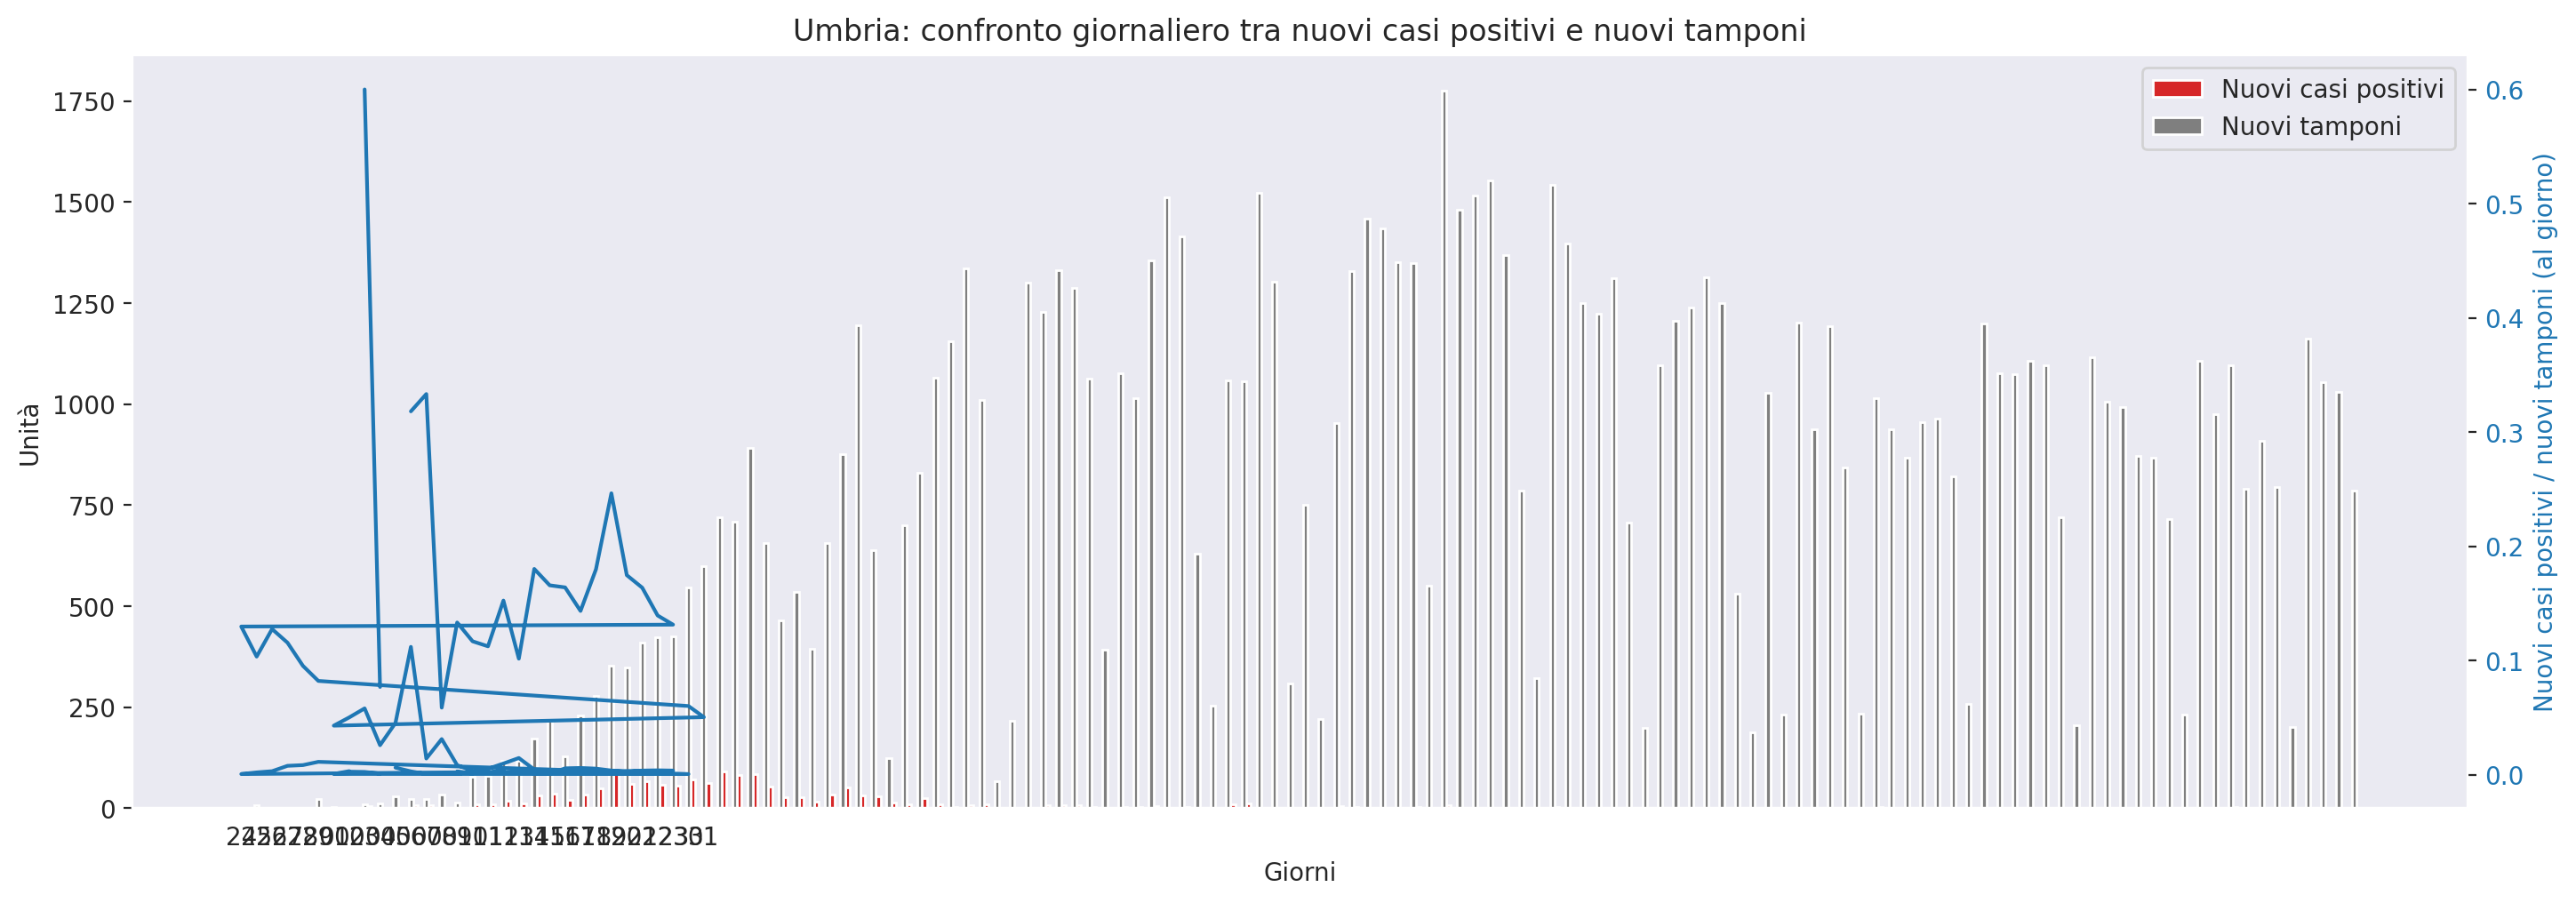 Umbria: confronto giornaliero tra nuovi casi positivi e nuovi tamponi
Nuovi casi positivi
Nuovi tamponi
1750
1500
1250
1000
750
500
250
0
Unità
0.6
0.5
0.4
0.3
0.2
0.1
0.0
Nuovi casi positivi / nuovi tamponi (al giorno)
Giorni